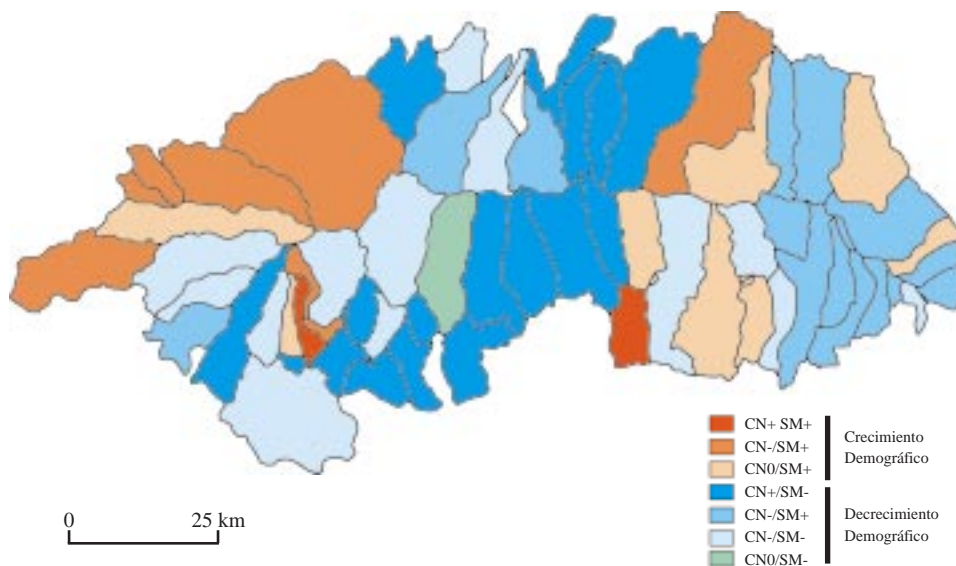 CN+ SM+
CN-/SM+
CN0/SM+
CN+/SM-
CN-/SM+
CN-/SM-
CN0/SM-
Crecimiento
Demográfico
Decrecimiento
Demográfico
0 25 km